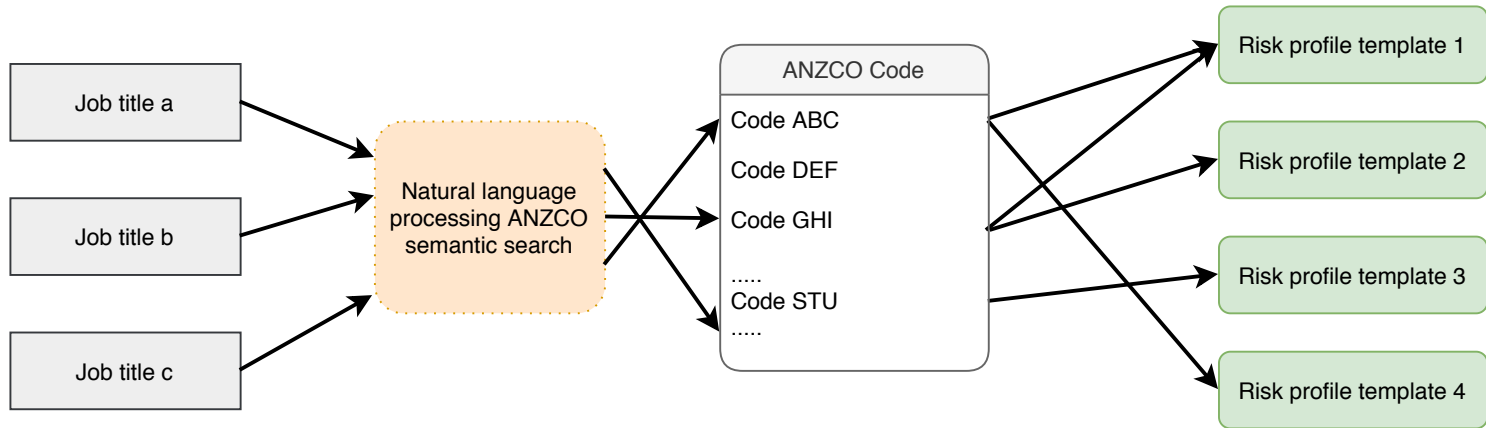 Job title a
Job title b
Job title c
Natural language
processing ANZCO
semantic search
ANZCO Code
Code ABC
Code DEF
Code GHI
.....
Code STU
.....
Risk profile template 1
Risk profile template 2
Risk profile template 3
Risk profile template 4